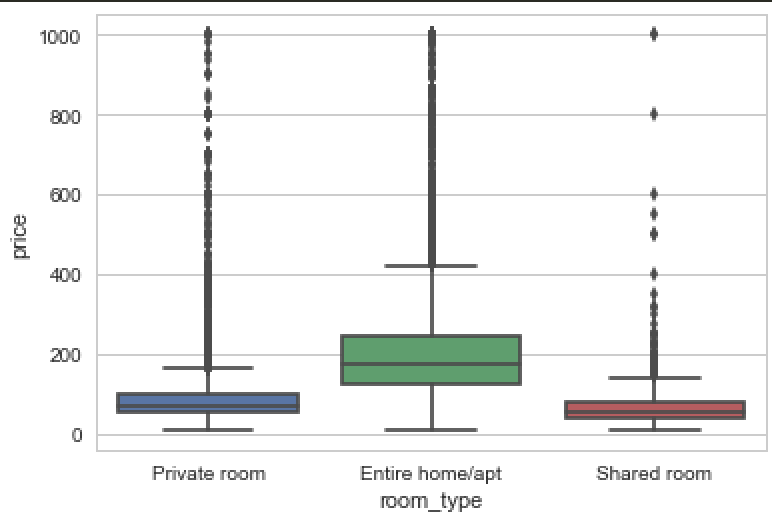 1000
800
600
400
200
0
price
Private room
Entire home/apt
Shared room
room_type